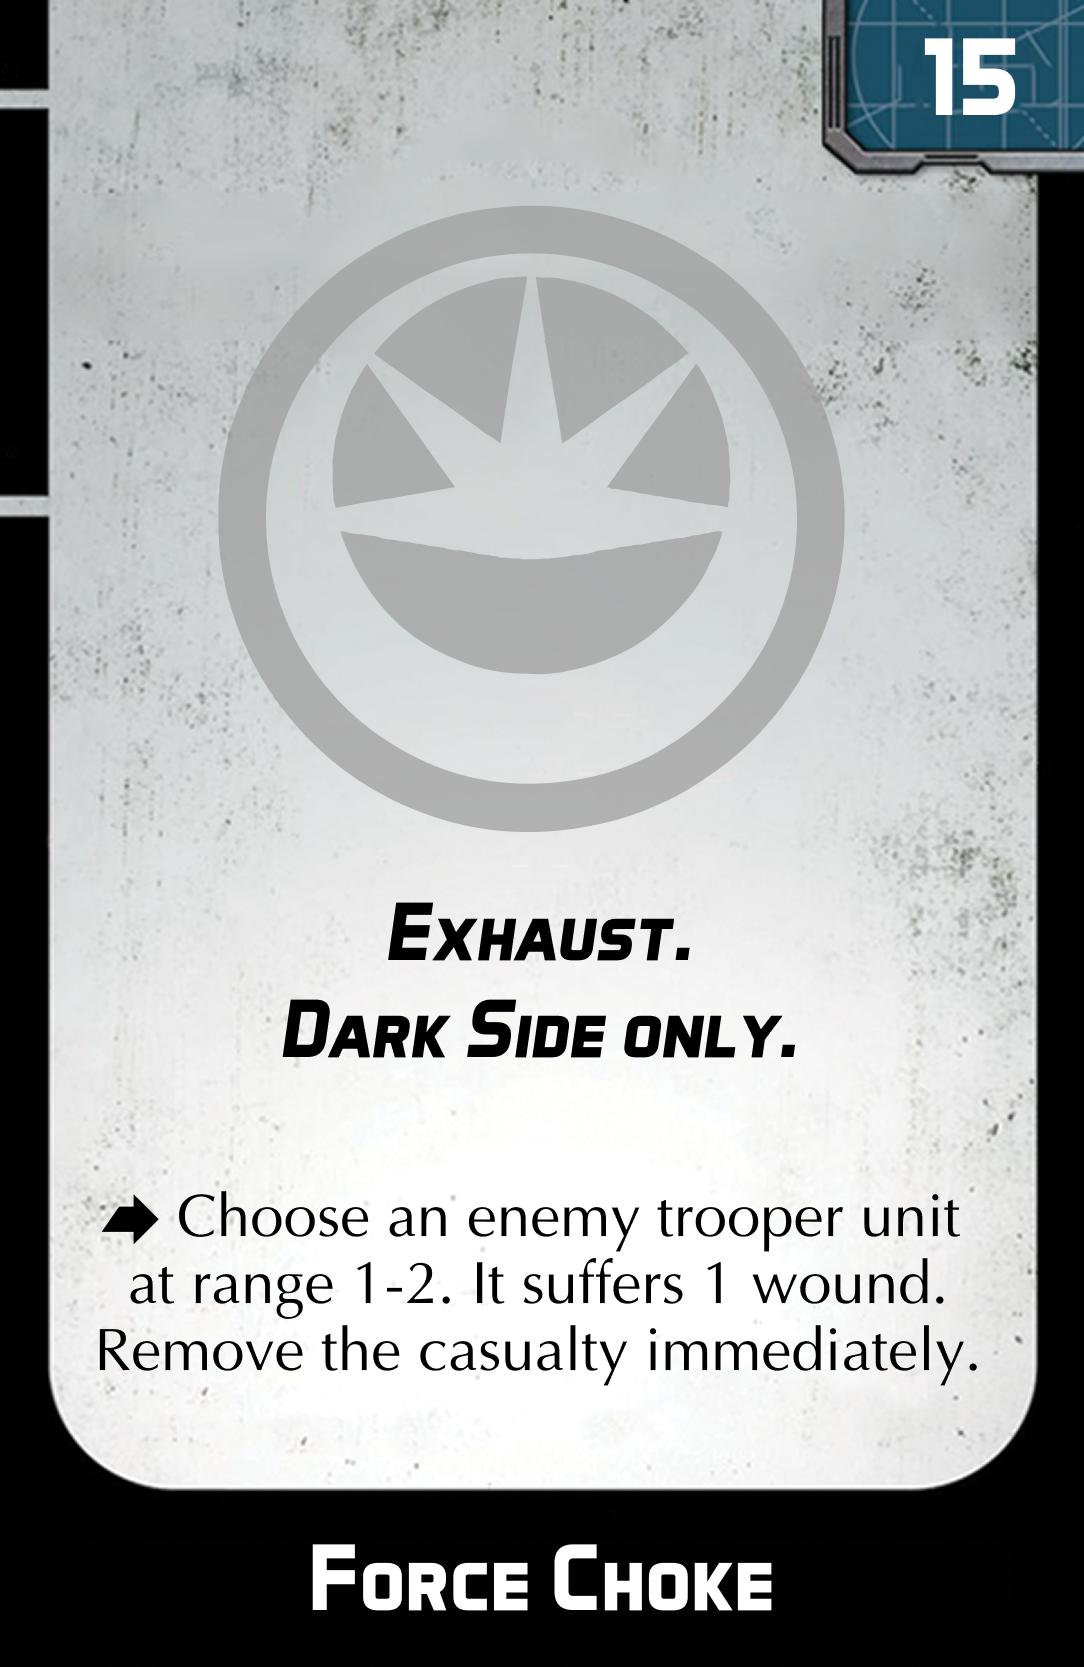 15
Exhaust.
Dark Side only.
Choose an enemy trooper unit
at range 1-2. It suffers 1 wound.
Remove the casualty immediately.
Force Choke